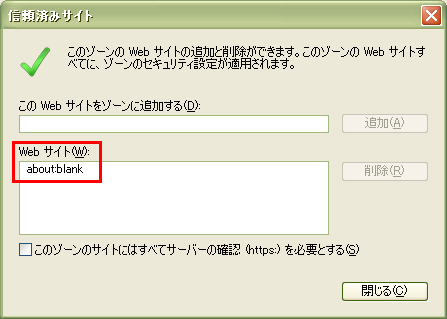 信頼済みサイト
このゾーンの Web サイトの追加と削除ができます。このゾーンの Web サイトす
べてに、ゾーンのセキュリティ設定が適用されます。
この Web サイトをゾーンに追加する(D):
追加(A)
Web サイト(W):
about:blank
削除(R)
このゾーンのサイトにはすべてサーバーの確認 (https:) を必要とする(S)
閉じる(C)